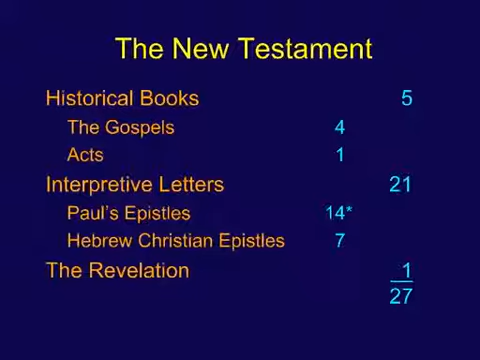 The New Testament
Historical Books 5
The Gospels 4
Acts 1
Interpretive Letters 21
Paul's Epistles 14*
Hebrew Christian Epistles 7
The Revelation 1
27